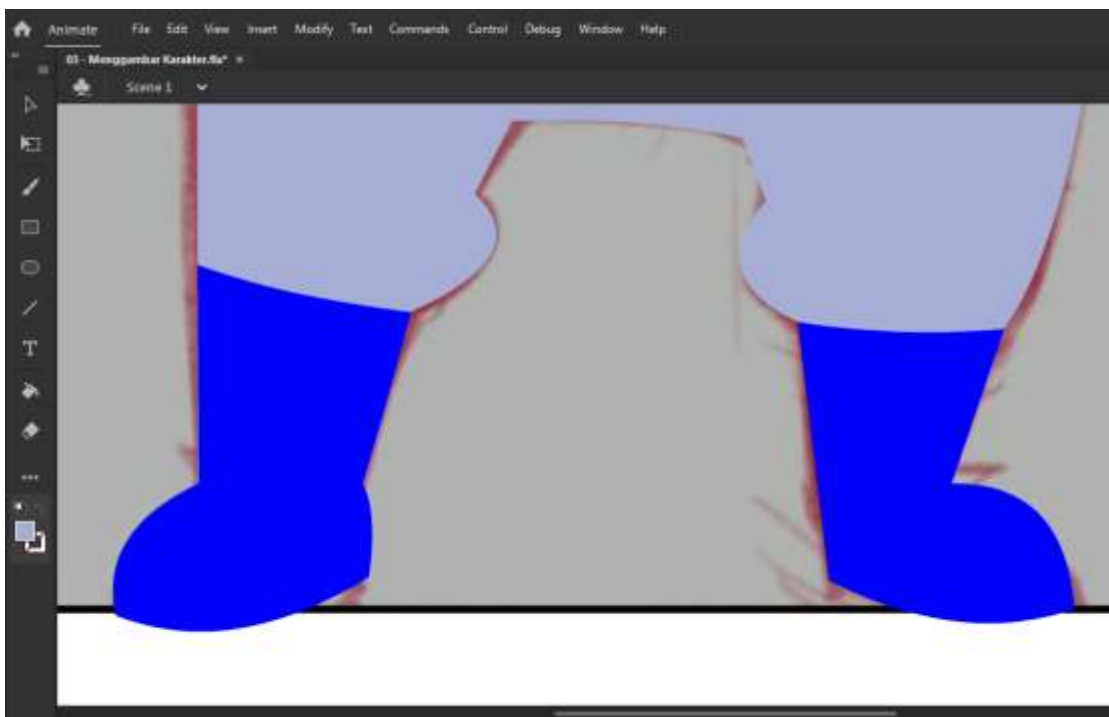 Animate File Edit View Insert Modify Text Commands Control Debug Window Help
03 - Menggambar Karakter.fla* ×
Scene 1
T